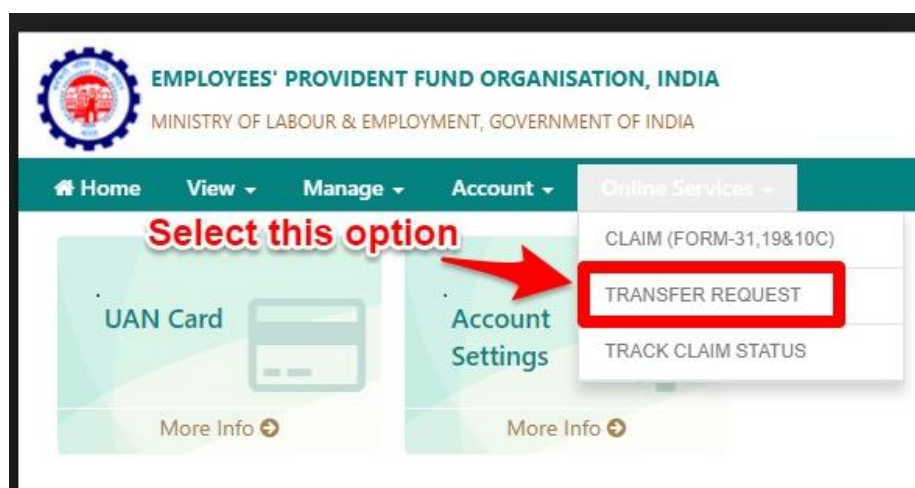 EMPLOYEES' PROVIDENT FUND ORGANISATION, INDIA
MINISTRY OF LABOUR & EMPLOYMENT, GOVERNMENT OF INDIA
Home View Manage Account Online Services
Select this option
CLAIM (FORM-31,19&10C)
TRANSFER REQUEST
TRACK CLAIM STATUS
UAN Card
More Info
Account
Settings
More Info